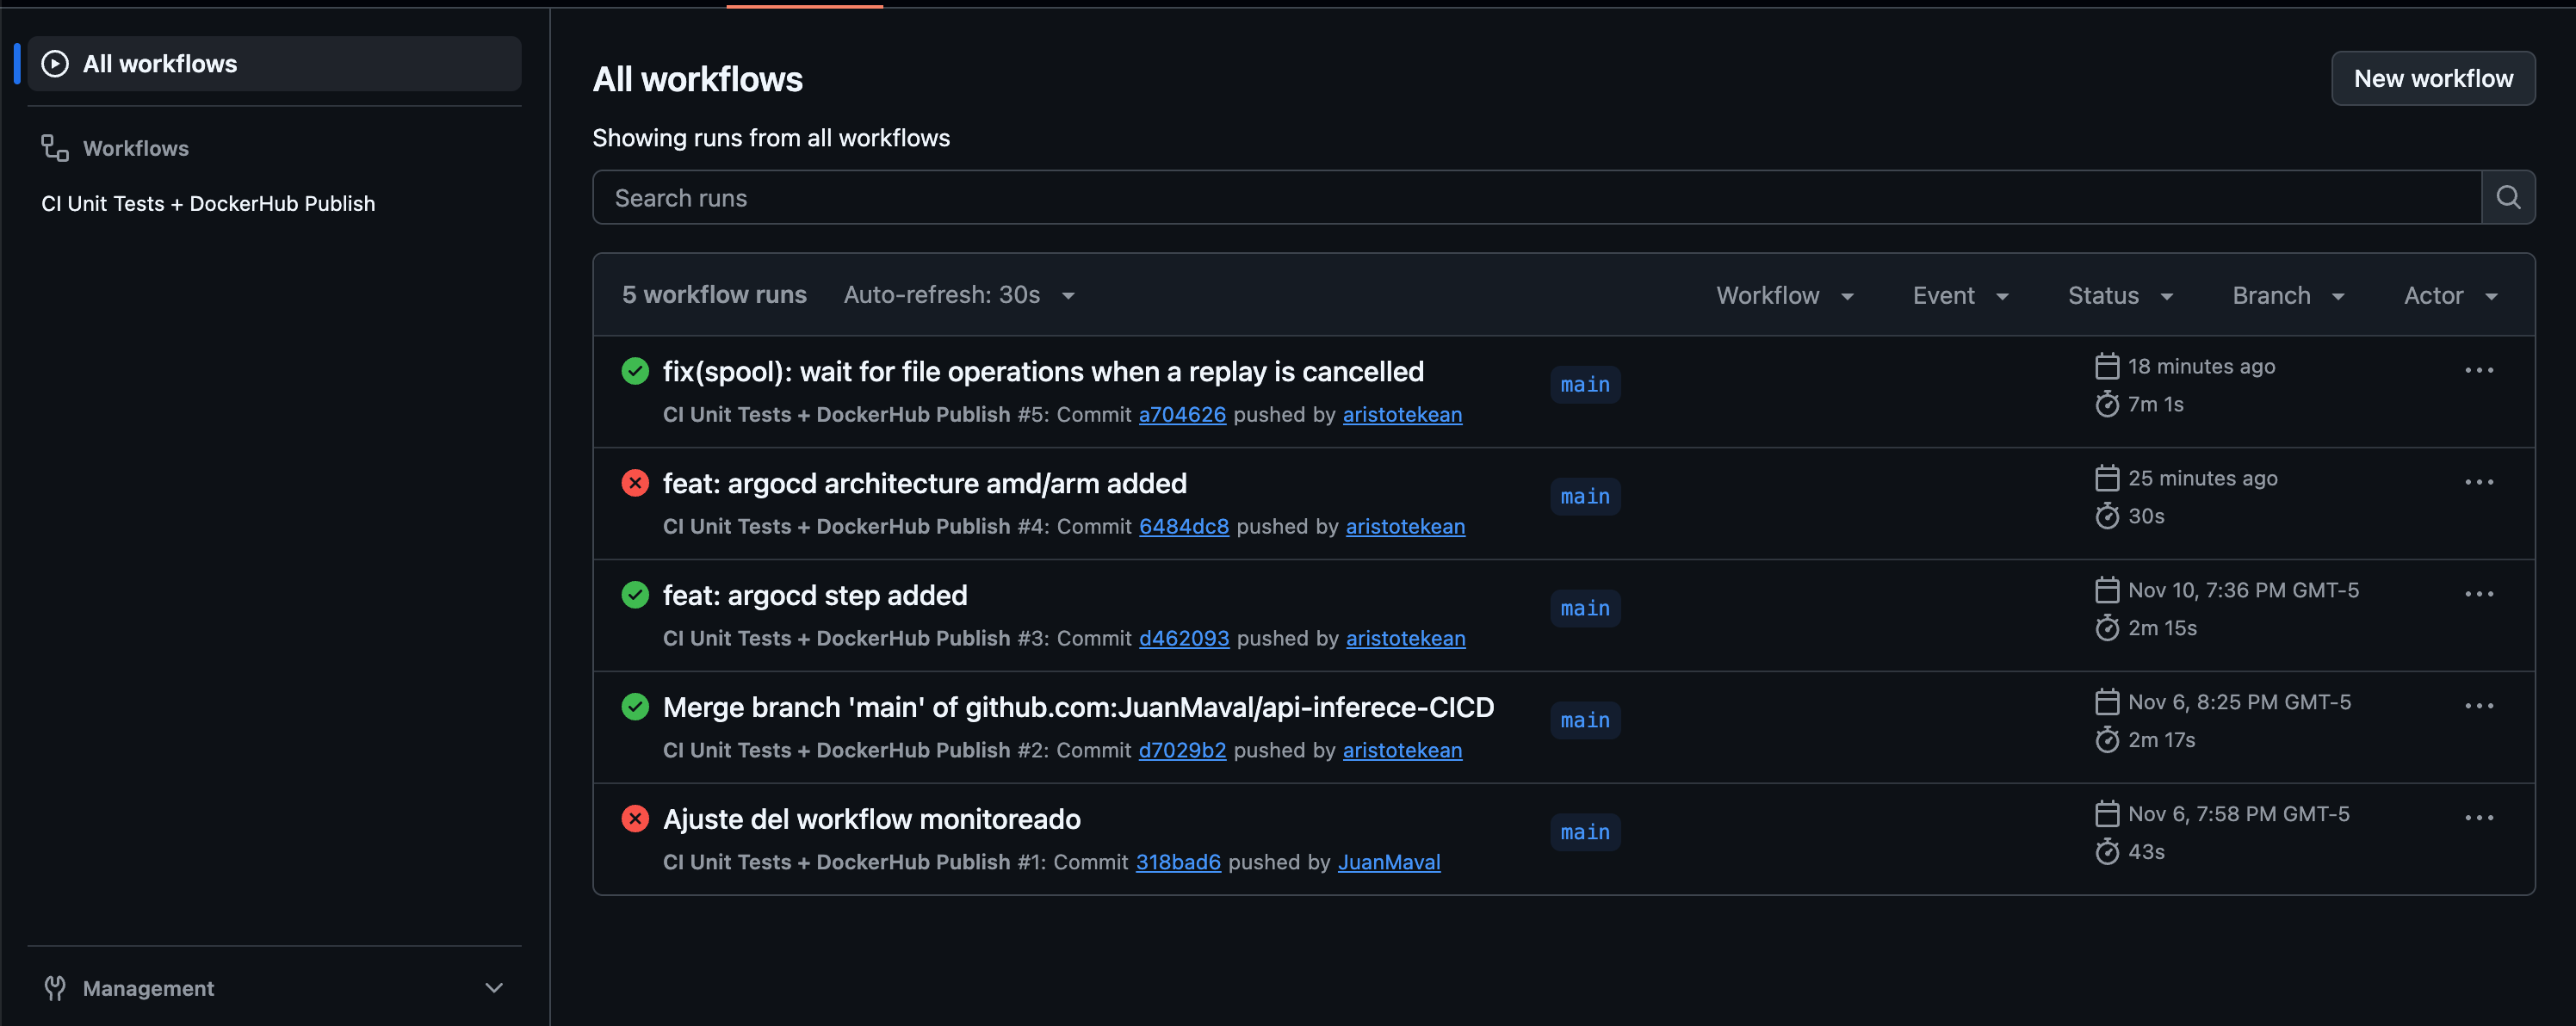 All workflows
Workflows
CI Unit Tests + DockerHub Publish
Management
All workflows
New workflow
Showing runs from all workflows
Search runs
5 workflow runs Auto-refresh: 30s Workflow Event Status Branch Actor
fix(spool): wait for file operations when a replay is cancelled main 18 minutes ago
CI Unit Tests + DockerHub Publish #5: Commit a704626 pushed by aristotekean 7m 1s
feat: argocd architecture amd/arm added main 25 minutes ago
CI Unit Tests + DockerHub Publish #4: Commit 6484dc8 pushed by aristotekean 30s
feat: argocd step added main Nov 10, 7:36 PM GMT-5
CI Unit Tests + DockerHub Publish #3: Commit d462093 pushed by aristotekean 2m 15s
Merge branch 'main' of github.com:JuanMaval/api-inferece-CICD main Nov 6, 8:25 PM GMT-5
CI Unit Tests + DockerHub Publish #2: Commit d7029b2 pushed by aristotekean 2m 17s
Ajuste del workflow monitoreado main Nov 6, 7:58 PM GMT-5
CI Unit Tests + DockerHub Publish #1: Commit 318bad6 pushed by JuanMaval 43s